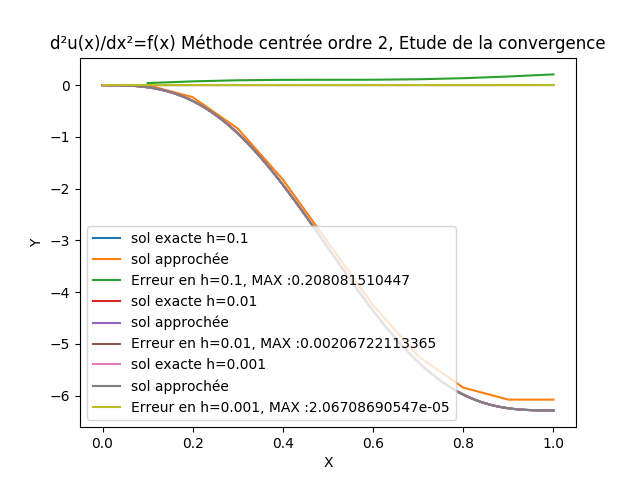 d²u(x)/dx²=f(x) Méthode centrée ordre 2, Etude de la convergence
0
−1
−2
−3
−4
−5
−6
Y
sol exacte h=0.1
sol approchée
Erreur en h=0.1, MAX :0.208081510447
sol exacte h=0.01
sol approchée
Erreur en h=0.01, MAX :0.00206722113365
sol exacte h=0.001
sol approchée
Erreur en h=0.001, MAX :2.06708690547e-05
0.0 0.2 0.4 0.6 0.8 1.0
X